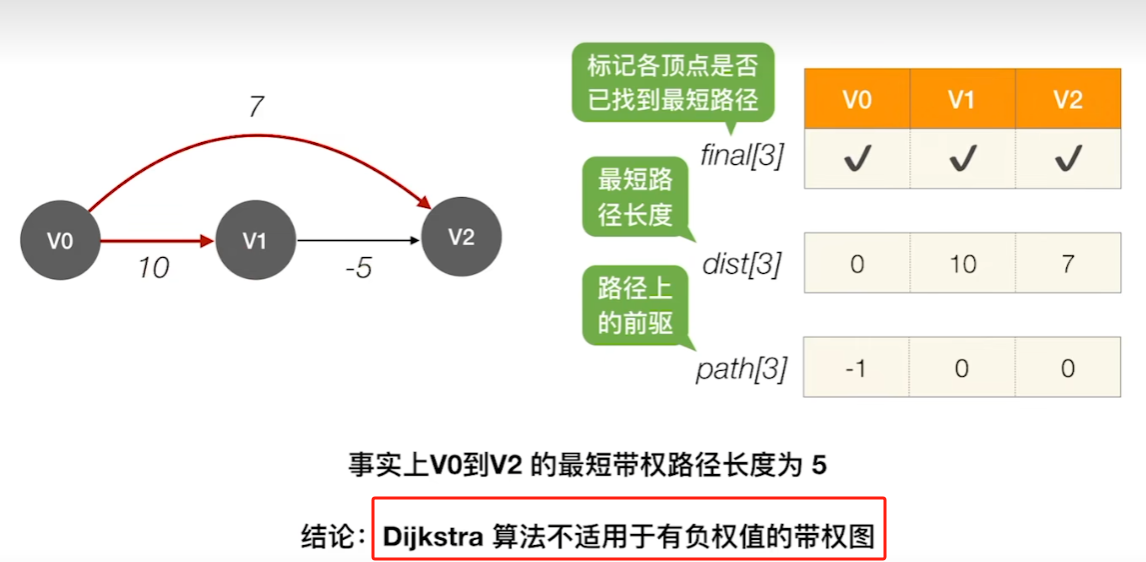 7
V0
V1
V2
10
-5
标记各顶点是否
已找到最短路径
final[3]
V0 V1 V2
✓ ✓ ✓
最短路
径长度
dist[3]
0 10 7
路径上
的前驱
path[3]
-1 0 0
事实上V0到V2 的最短带权路径长度为 5
结论：Dijkstra 算法不适用于有负权值的带权图